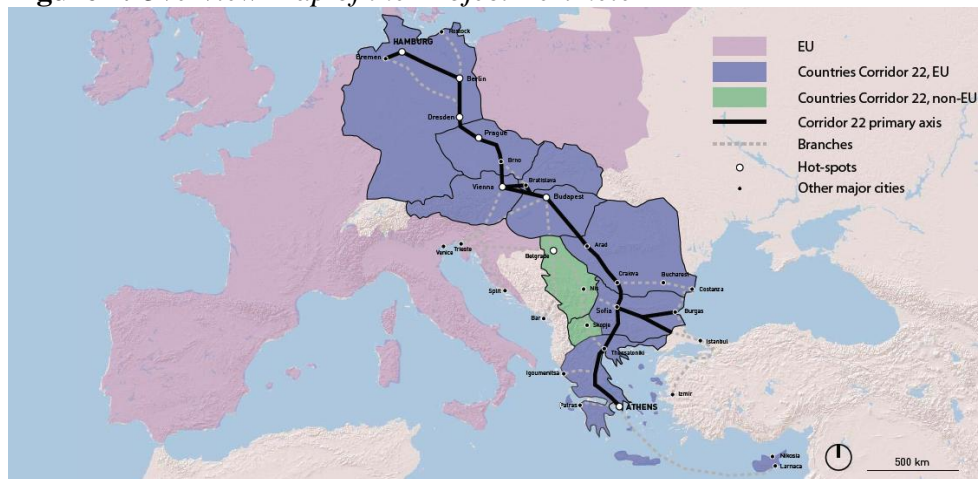 HAMBURG
Rostock
Bremen
Berlin
Dresden
Prague
Brno
Vienna
Bratislava
Budapest
Arad
Venice
Trieste
Belgrade
Craiova
Bucharest
Costanza
Split
Niš
Sofia
Burgas
Bar
Skopje
Istanbul
Thessaloniki
Igoumenitsa
Izmir
Patras
ATHENS
Nikosia
Larnaca
EU
Countries Corridor 22, EU
Countries Corridor 22, non-EU
Corridor 22 primary axis
Branches
Hot-spots
Other major cities
500 km